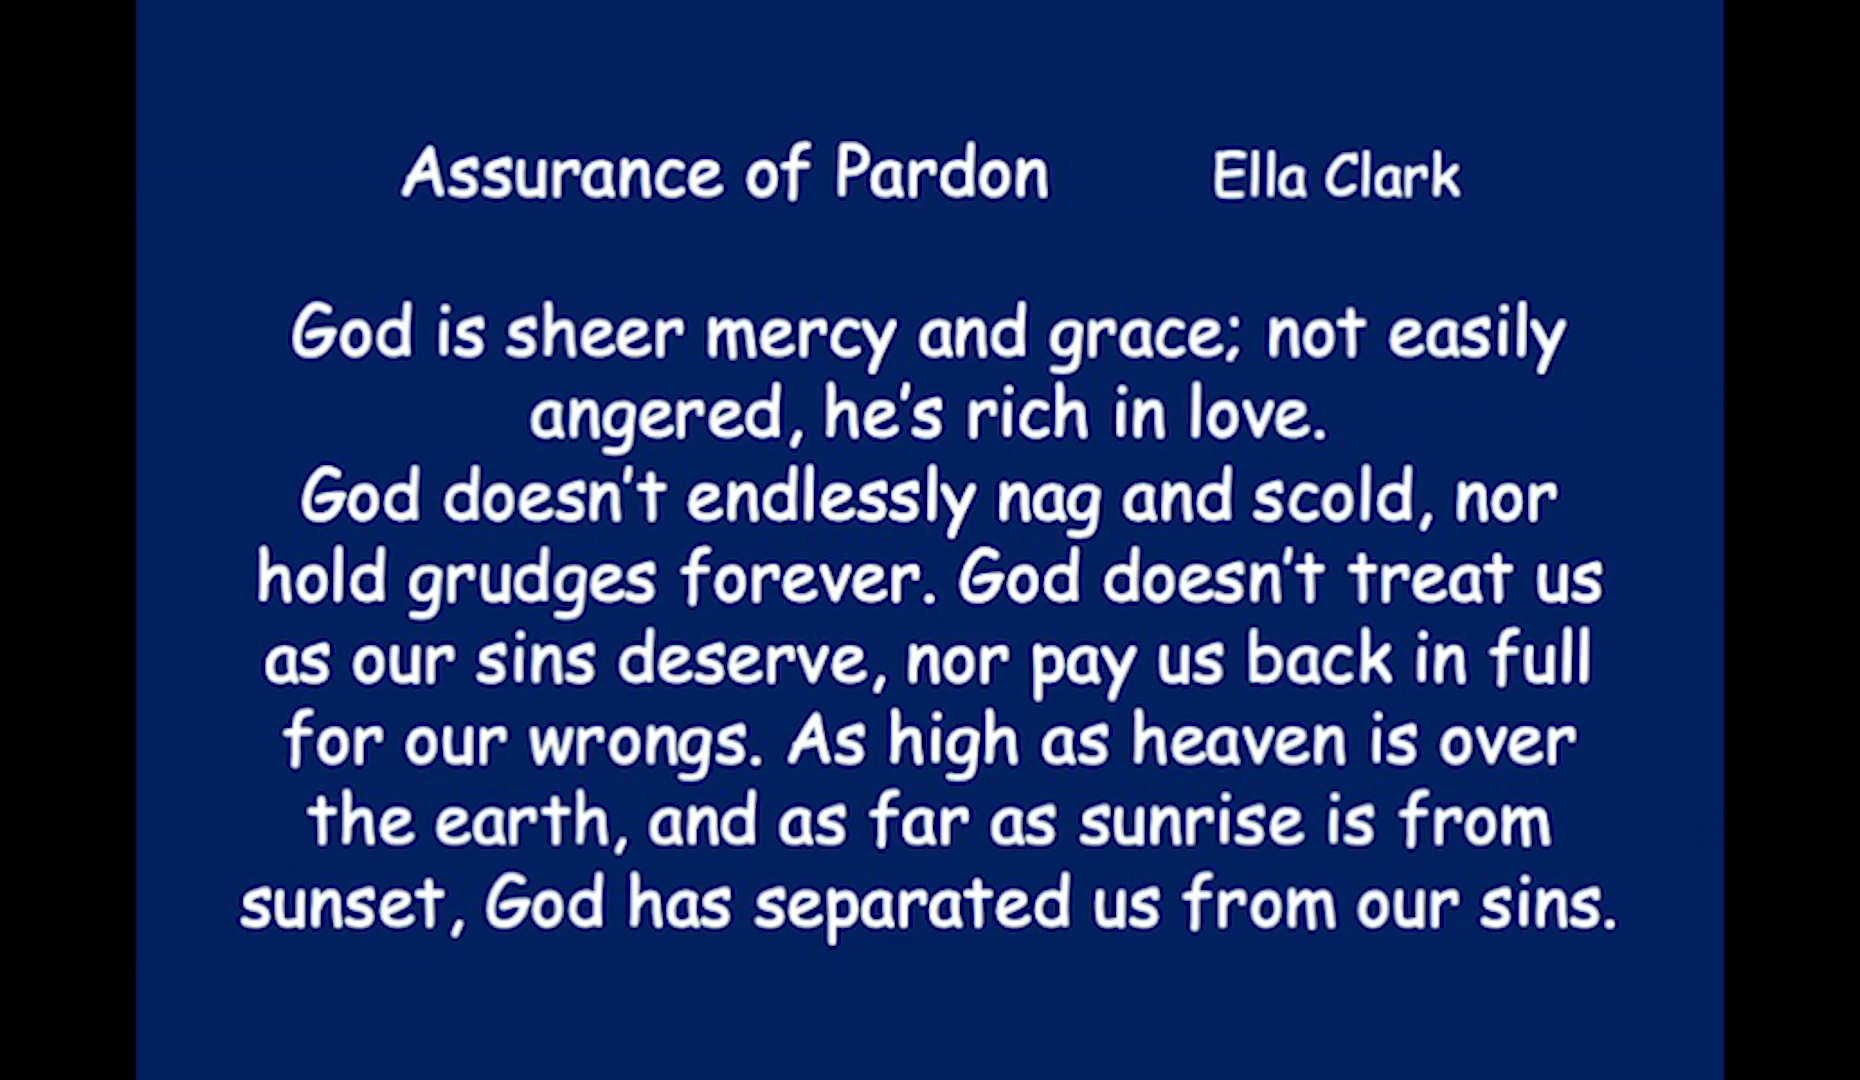 Assurance of Pardon Ella Clark
God is sheer mercy and grace; not easily
angered, he's rich in love.
God doesn't endlessly nag and scold, nor
hold grudges forever. God doesn't treat us
as our sins deserve, nor pay us back in full
for our wrongs. As high as heaven is over
the earth, and as far as sunrise is from
sunset, God has separated us from our sins.